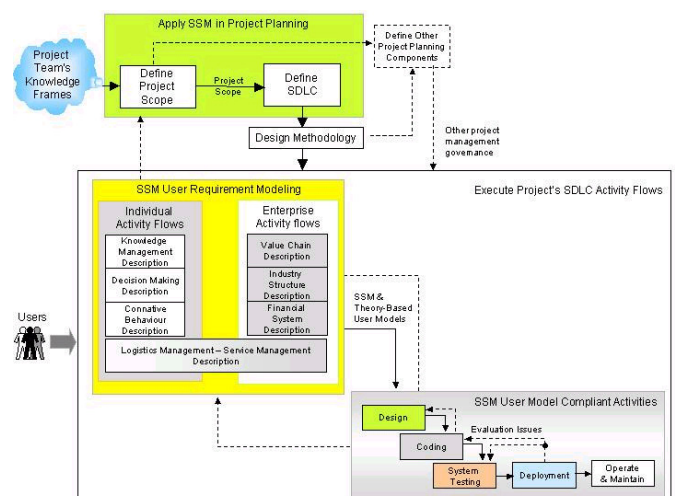 Apply SSM in Project Planning
Project
Team's
Knowledge
Frames
Define
Project
Scope
Project
Scope
Define
SDLC
Define Other
Project Planning
Components
Design Methodology
Other project
management
governance
SSM User Requirement Modeling
Execute Project's SDLC Activity Flows
Individual
Activity Flows
Knowledge
Management
Description
Decision Making
Description
Connative
Behaviour
Description
Enterprise
Activity flows
Value Chain
Description
Industry
Structure
Description
Financial
System
Description
Logistics Management – Service Management
Description
Users
SSM &
Theory-Based
User Models
SSM User Model Compliant Activities
Design
Coding
Evaluation Issues
System
Testing
Deployment
Operate
& Maintain